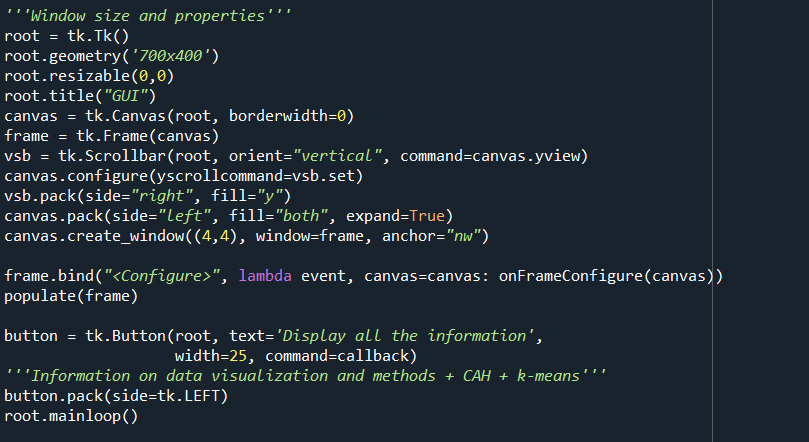 '''Window size and properties'''
root = tk.Tk()
root.geometry('700x400')
root.resizable(0,0)
root.title("GUI")
canvas = tk.Canvas(root, borderwidth=0)
frame = tk.Frame(canvas)
vsb = tk.Scrollbar(root, orient="vertical", command=canvas.yview)
canvas.configure(yscrollcommand=vsb.set)
vsb.pack(side="right", fill="y")
canvas.pack(side="left", fill="both", expand=True)
canvas.create_window((4,4), window=frame, anchor="nw")

frame.bind("<Configure>", lambda event, canvas=canvas: onFrameConfigure(canvas))
populate(frame)

button = tk.Button(root, text='Display all the information',
                   width=25, command=callback)
'''Information on data visualization and methods + CAH + k-means'''
button.pack(side=tk.LEFT)
root.mainloop()